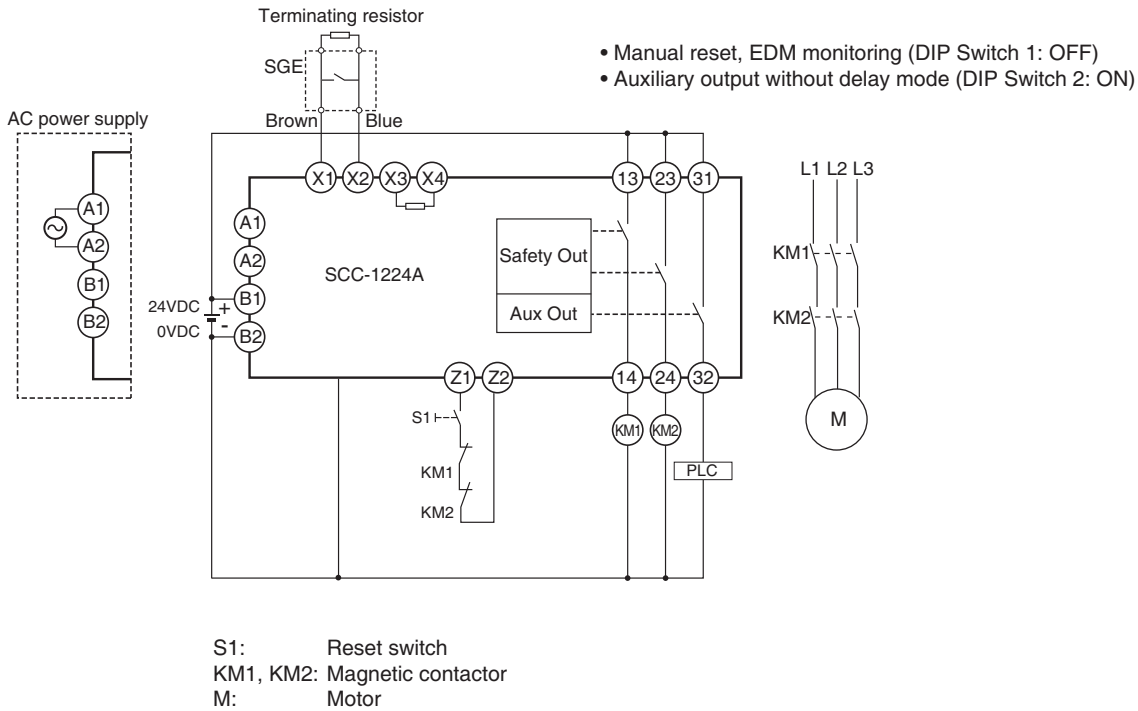 Terminating resistor
• Manual reset, EDM monitoring (DIP Switch 1: OFF)
• Auxiliary output without delay mode (DIP Switch 2: ON)
SGE
AC power supply
Brown
Blue
X1 X2 X3 X4
13 23 31
L1 L2 L3
A1
A2
B1
B2
A1
A2
B1
B2
SCC-1224A
Safety Out
Aux Out
KM1
KM2
24VDC
+
0VDC
-
Z1 Z2
14 24 32
S1
KM1
KM2
KM1 KM2
PLC
M
S1: Reset switch
KM1, KM2: Magnetic contactor
M: Motor